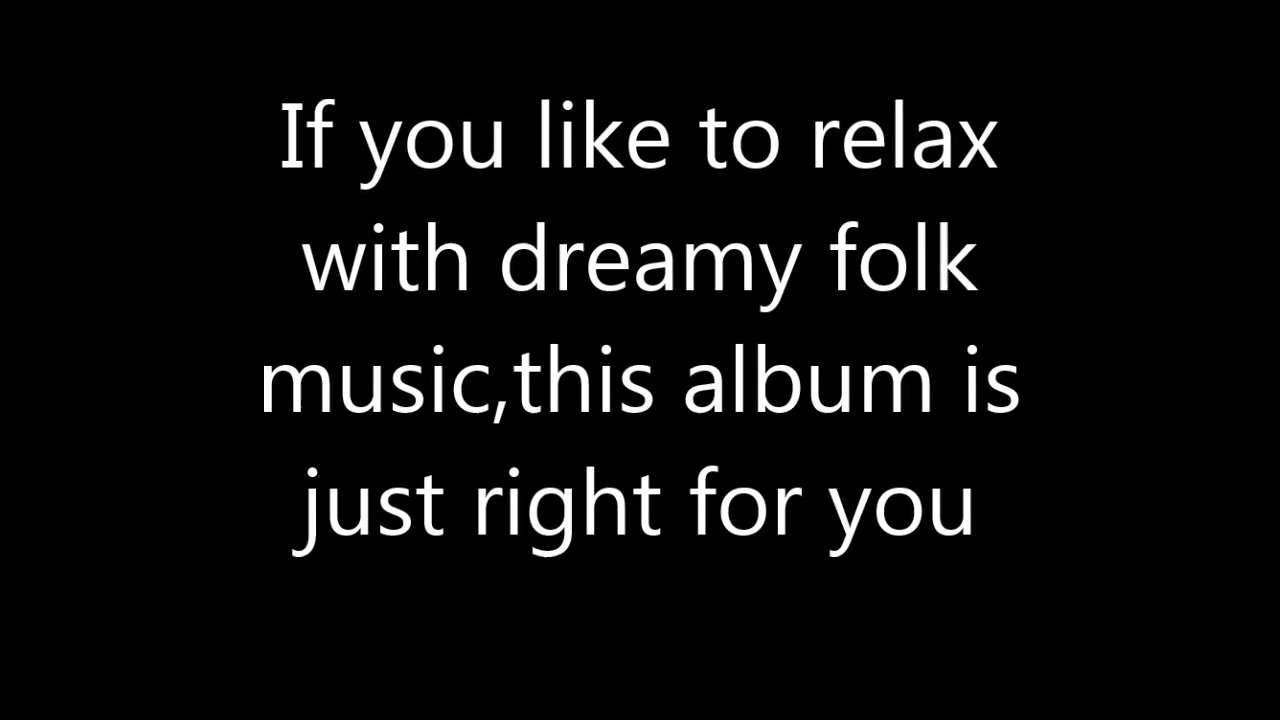 If you like to relax
with dreamy folk
music,this album is
just right for you